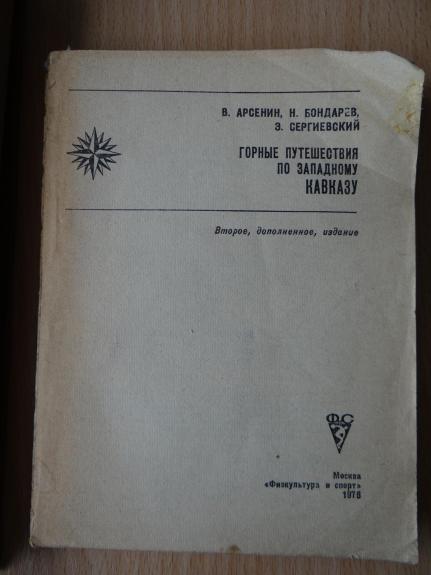 В. АРСЕНИН, Н. БОНДАРЕВ,
Э. СЕРГИЕВСКИЙ
ГОРНЫЕ ПУТЕШЕСТВИЯ
ПО ЗАПАДНОМУ
КАВКАЗУ
Второе, дополненное, издание
ФС
Москва
«Физкультура и спорт»
1976